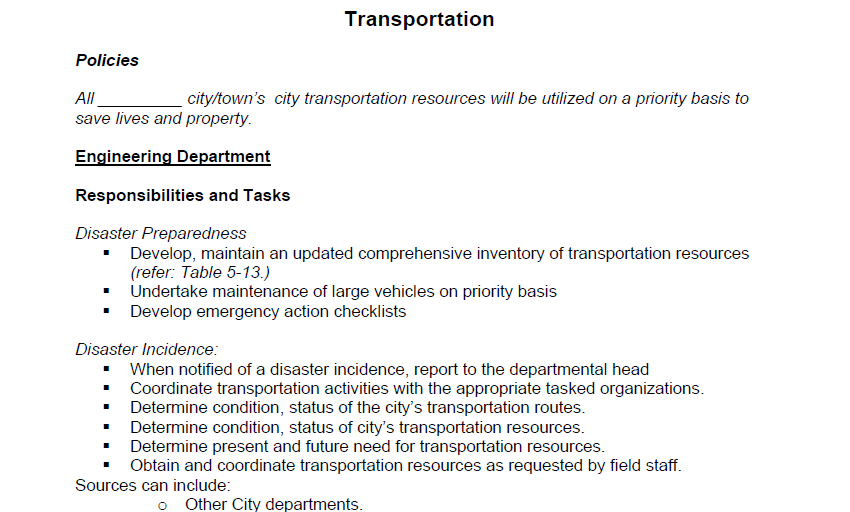 Transportation
Policies
All _________ city/town's city transportation resources will be utilized on a priority basis to
save lives and property.
Engineering Department
Responsibilities and Tasks
Disaster Preparedness
▪ Develop, maintain an updated comprehensive inventory of transportation resources
(refer: Table 5-13.)
▪ Undertake maintenance of large vehicles on priority basis
▪ Develop emergency action checklists
Disaster Incidence:
▪ When notified of a disaster incidence, report to the departmental head
▪ Coordinate transportation activities with the appropriate tasked organizations.
▪ Determine condition, status of the city's transportation routes.
▪ Determine condition, status of city's transportation resources.
▪ Determine present and future need for transportation resources.
▪ Obtain and coordinate transportation resources as requested by field staff.
Sources can include:
o Other City departments.